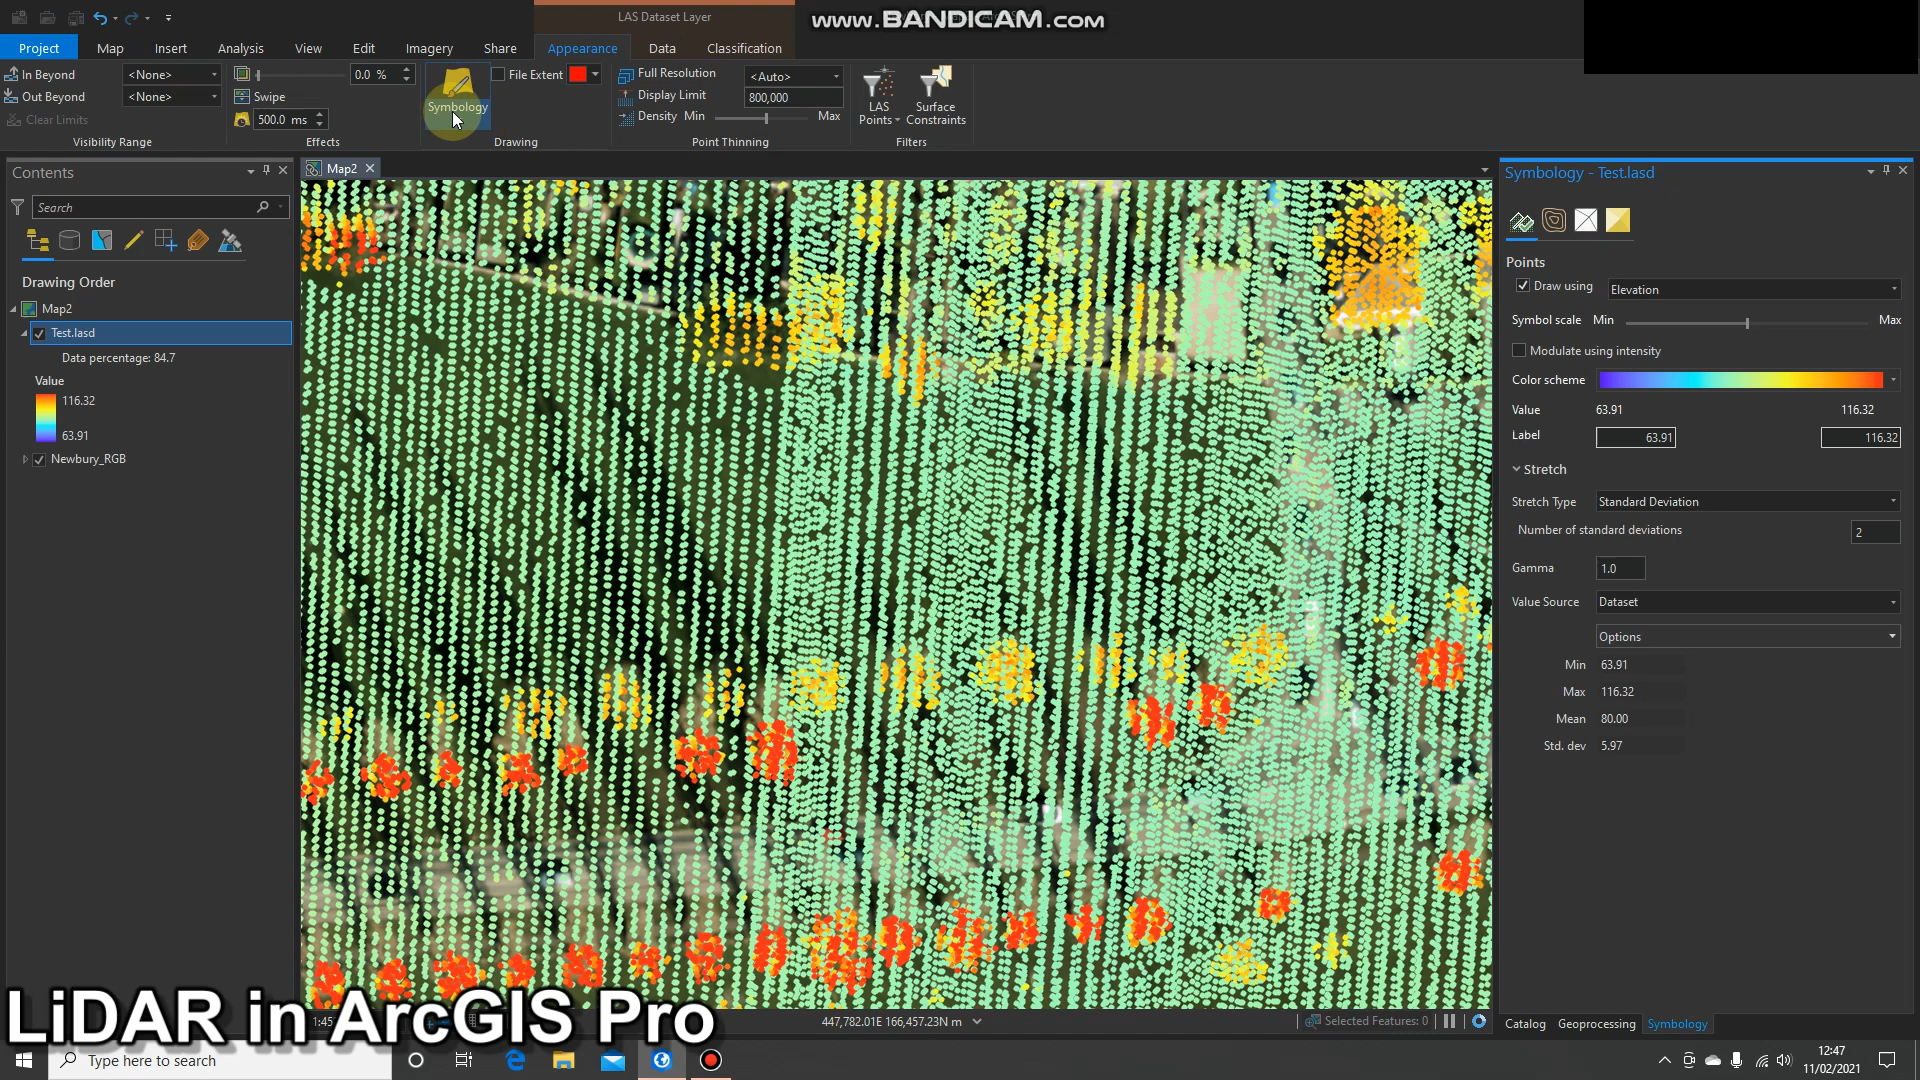 LAS Dataset Layer
www.BANDICAM.com
Project Map Insert Analysis View Edit Imagery Share Appearance Data Classification
In Beyond <None> 0.0 % File Extent Full Resolution <Auto>
Out Beyond <None> Swipe Symbology Display Limit 800,000
Clear Limits 500.0 ms Density Min Max
LAS Points Surface Constraints
Visibility Range Effects Drawing Point Thinning Filters
Contents
Search
Drawing Order
Map2
Test.lasd
Data percentage: 84.7
Value
116.32
63.91
Newbury_RGB
Map2
Symbology - Test.lasd
Points
Draw using Elevation
Symbol scale Min Max
Modulate using intensity
Color scheme
Value 63.91 116.32
Label 63.91 116.32
Stretch
Stretch Type Standard Deviation
Number of standard deviations 2
Gamma 1.0
Value Source Dataset
Options
Min 63.91
Max 116.32
Mean 80.00
Std. dev 5.97
447,782.01E 166,457.23N m
Selected Features: 0
Catalog Geoprocessing Symbology
LiDAR in ArcGIS Pro
Type here to search
12:47
11/02/2021